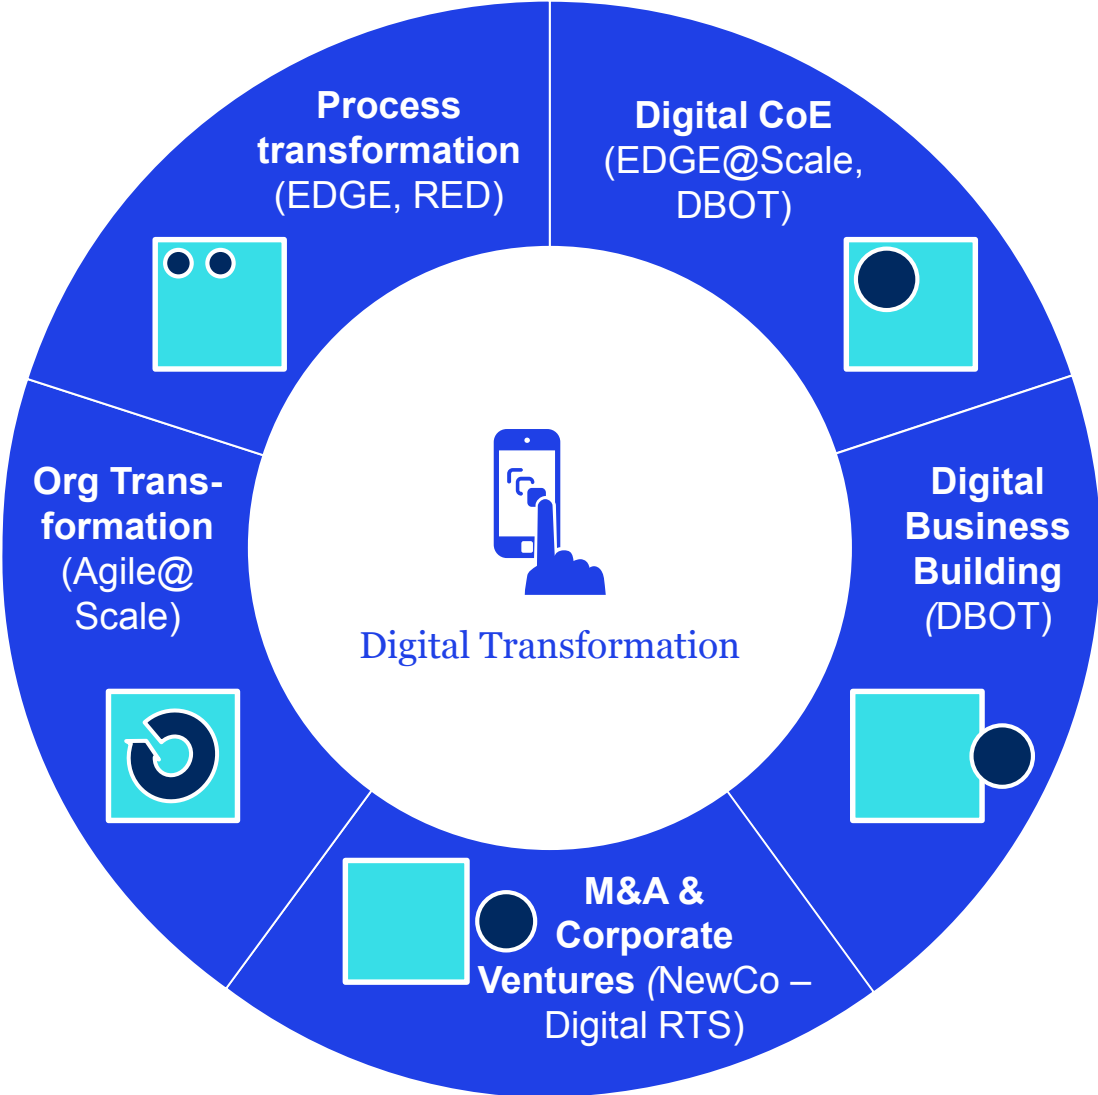 Process
transformation
(EDGE, RED)
Digital CoE
(EDGE@Scale,
DBOT)
Org Trans-
formation
(Agile@
Scale)
Digital
Business
Building
(DBOT)
Digital Transformation
M&A &
Corporate
Ventures (NewCo –
Digital RTS)